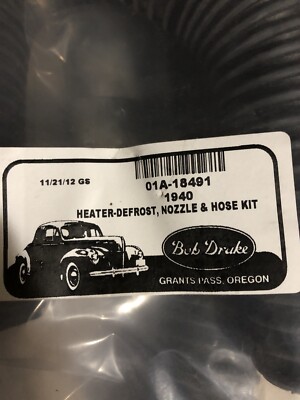 11/21/12 GS
01A-18491
1940
HEATER-DEFROST, NOZZLE & HOSE KIT
Bob Drake
GRANTS PASS, OREGON